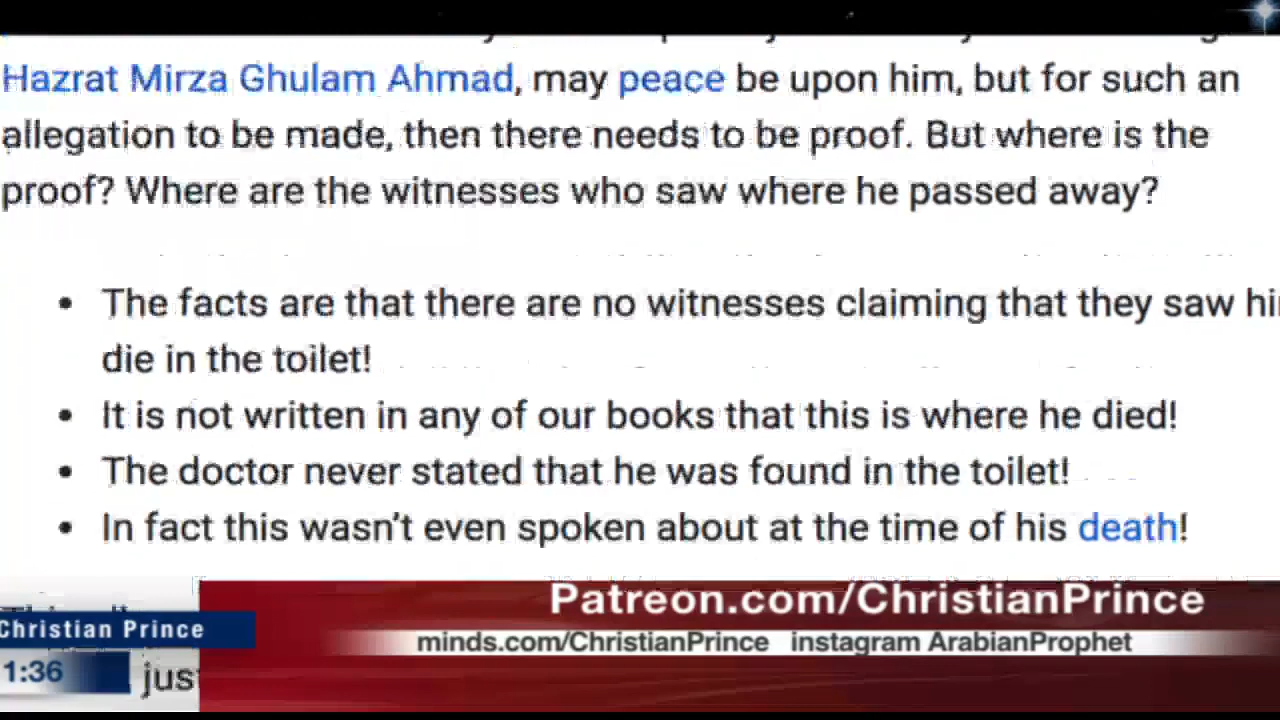 Hazrat Mirza Ghulam Ahmad, may peace be upon him, but for such an
allegation to be made, then there needs to be proof. But where is the
proof? Where are the witnesses who saw where he passed away?
• The facts are that there are no witnesses claiming that they saw
die in the toilet!
• It is not written in any of our books that this is where he died!
• The doctor never stated that he was found in the toilet!
• In fact this wasn't even spoken about at the time of his death!
Patreon.com/ChristianPrince
Christian Prince
minds.com/ChristianPrince instagram ArabianProphet
1:36